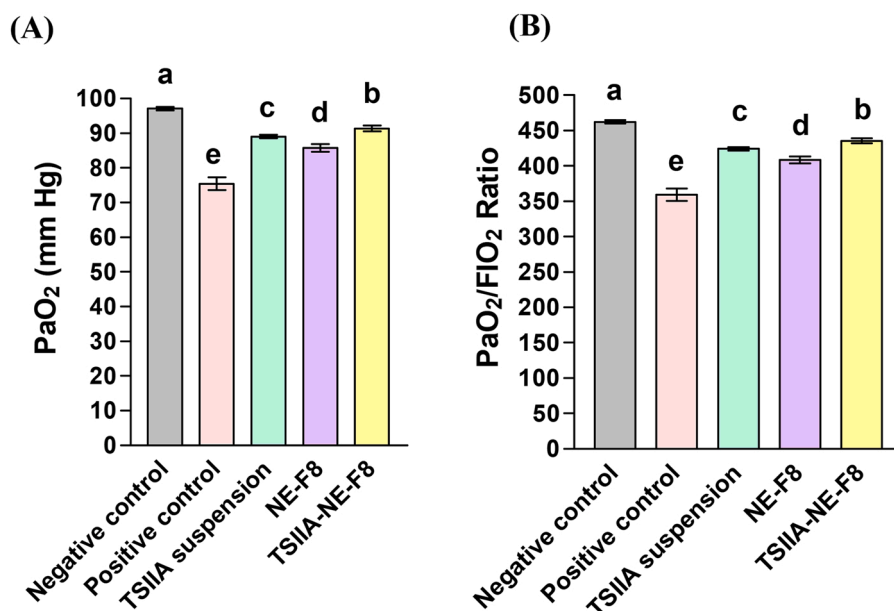 (A)
a
e
c
d
b
100
90
80
70
60
50
40
30
20
10
0
PaO₂ (mm Hg)
Negative control
Positive control
TSIIA suspension
NE-F8
TSIIA-NE-F8
(B)
a
e
c
d
b
500
450
400
350
300
250
200
150
100
50
0
PaO₂/FIO₂ Ratio
Negative control
Positive control
TSIIA suspension
NE-F8
TSIIA-NE-F8